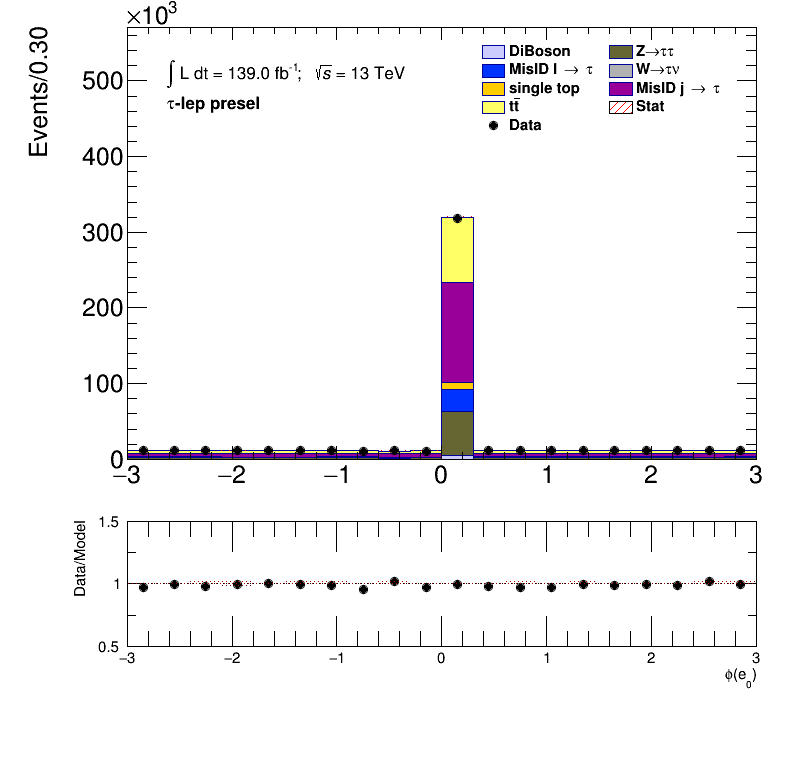 ×10³
Events/0.30
500
400
300
200
100
0
∫ L dt = 139.0 fb⁻¹; √s = 13 TeV
τ-lep presel
DiBoson
MisID l → τ
single top
tt̄
Data
Z→ττ
W→τν
MisID j → τ
Stat
−3 −2 −1 0 1 2 3
Data/Model
1.5
1
0.5
−3 −2 −1 0 1 2 3
ϕ(e₀)